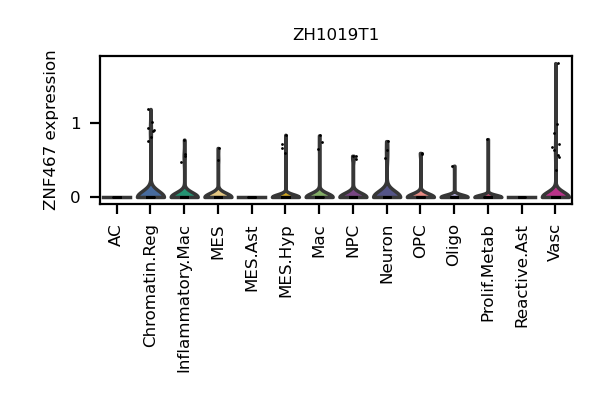 ZH1019T1
ZNF467 expression
1
0
AC
Chromatin.Reg
Inflammatory.Mac
MES
MES.Ast
MES.Hyp
Mac
NPC
Neuron
OPC
Oligo
Prolif.Metab
Reactive.Ast
Vasc